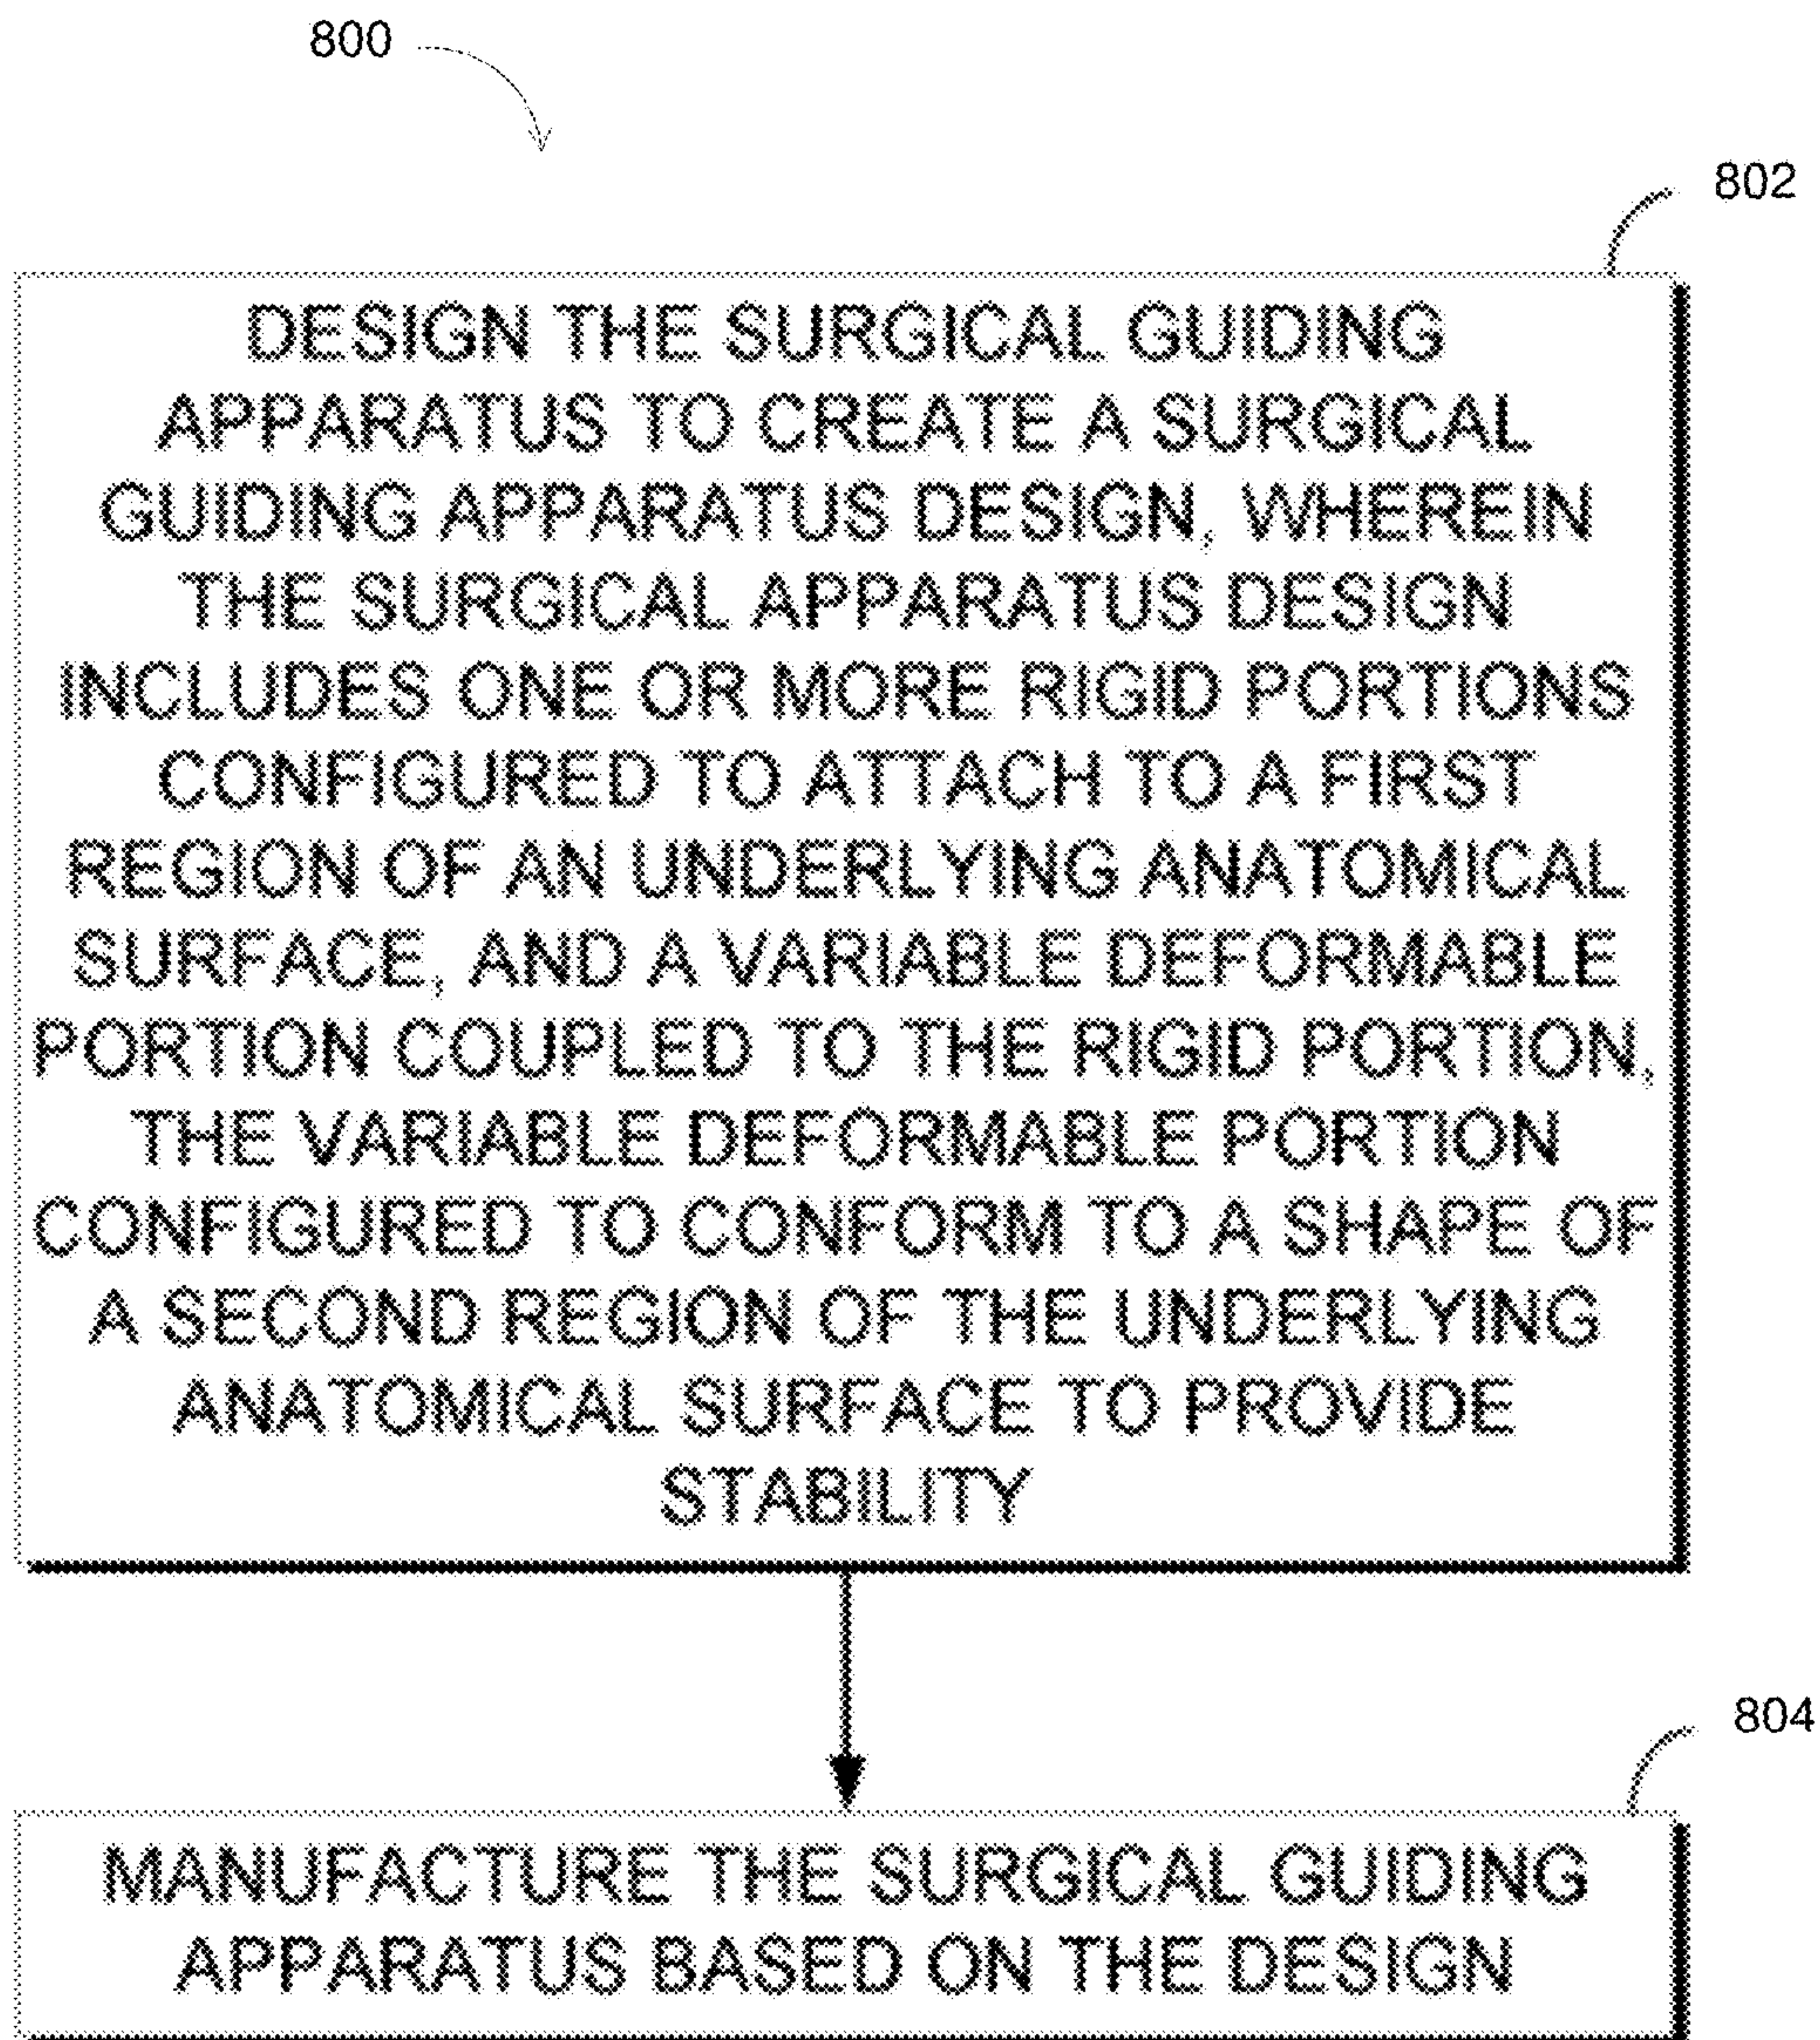 800
802
DESIGN THE SURGICAL GUIDING
APPARATUS TO CREATE A SURGICAL
GUIDING APPARATUS DESIGN, WHEREIN
THE SURGICAL APPARATUS DESIGN
INCLUDES ONE OR MORE RIGID PORTIONS
CONFIGURED TO ATTACH TO A FIRST
REGION OF AN UNDERLYING ANATOMICAL
SURFACE, AND A VARIABLE DEFORMABLE
PORTION COUPLED TO THE RIGID PORTION,
THE VARIABLE DEFORMABLE PORTION
CONFIGURED TO CONFORM TO A SHAPE OF
A SECOND REGION OF THE UNDERLYING
ANATOMICAL SURFACE TO PROVIDE
STABILITY
804
MANUFACTURE THE SURGICAL GUIDING
APPARATUS BASED ON THE DESIGN